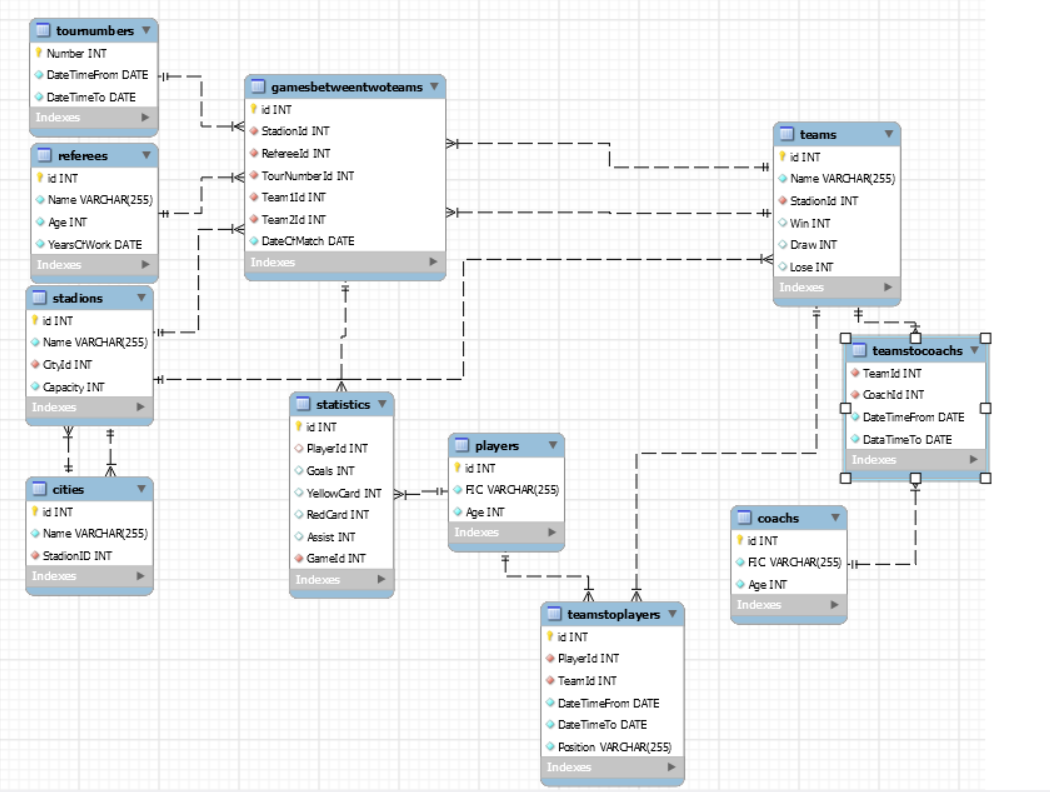 tournumbers
Number INT
DateTimeFrom DATE
DateTimeTo DATE
Indexes
referees
id INT
Name VARCHAR(255)
Age INT
YearsOfWork DATE
Indexes
stadions
id INT
Name VARCHAR(255)
CityId INT
Capacity INT
Indexes
cities
id INT
Name VARCHAR(255)
StadionID INT
Indexes
gamesbetweentwoteams
id INT
StadionId INT
RefereeId INT
TourNumberId INT
Team1Id INT
Team2Id INT
DateOfMatch DATE
Indexes
statistics
id INT
PlayerId INT
Goals INT
YellowCard INT
RedCard INT
Assist INT
GameId INT
Indexes
players
id INT
FIC VARCHAR(255)
Age INT
Indexes
teamstoplayers
id INT
PlayerId INT
TeamId INT
DateTimeFrom DATE
DateTimeTo DATE
Position VARCHAR(255)
Indexes
teams
id INT
Name VARCHAR(255)
StadionId INT
Win INT
Draw INT
Lose INT
Indexes
teamstocoachs
TeamId INT
CoachId INT
DateTimeFrom DATE
DataTimeTo DATE
Indexes
coachs
id INT
FIC VARCHAR(255)
Age INT
Indexes